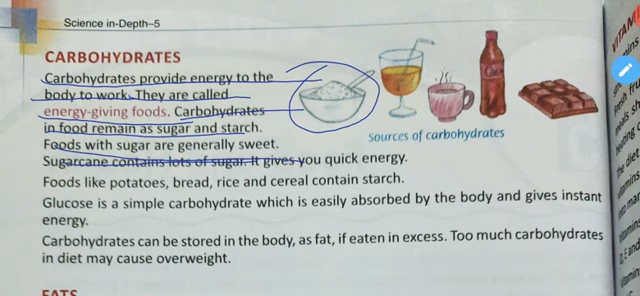 Science in-Depth–5
CARBOHYDRATES
Carbohydrates provide energy to the
body to work. They are called
energy-giving foods. Carbohydrates
in food remain as sugar and starch.
Foods with sugar are generally sweet.
Sugarcane contains lots of sugar. It gives you quick energy.
Sources of carbohydrates
Foods like potatoes, bread, rice and cereal contain starch.
Glucose is a simple carbohydrate which is easily absorbed by the body and gives instant
energy.
Carbohydrates can be stored in the body, as fat, if eaten in excess. Too much carbohydrates
in diet may cause overweight.
FATS